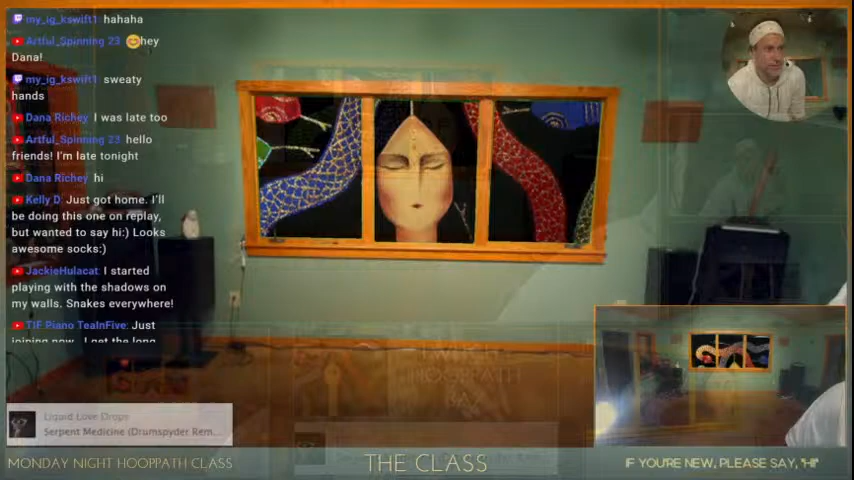 my_ig_kswift1 hahaha
Artful_Spinning 23 😊hey
Dana!
my_ig_kswift1 sweaty
hands
Dana Richey I was late too
Artful_Spinning 23 hello
friends! I'm late tonight
Dana Richey hi
Kelly D: Just got home. I'll
be doing this one on replay,
but wanted to say hi:) Looks
awesome socks:)
JackieHulacat: I started
playing with the shadows on
my walls. Snakes everywhere!
TIF Piano TeaInFive: Just
joining now. I get the long
Liquid Love Drops
Serpent Medicine (Drumspyder Rem...
MONDAY NIGHT HOOPPATH CLASS
THE CLASS
IF YOU'RE NEW, PLEASE SAY, "HI"